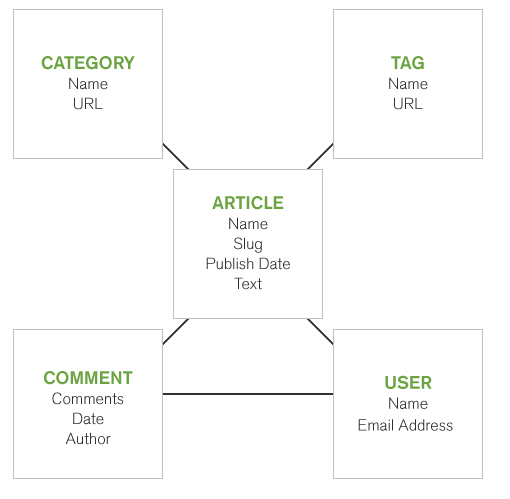 CATEGORY
Name
URL
TAG
Name
URL
ARTICLE
Name
Slug
Publish Date
Text
COMMENT
Comments
Date
Author
USER
Name
Email Address